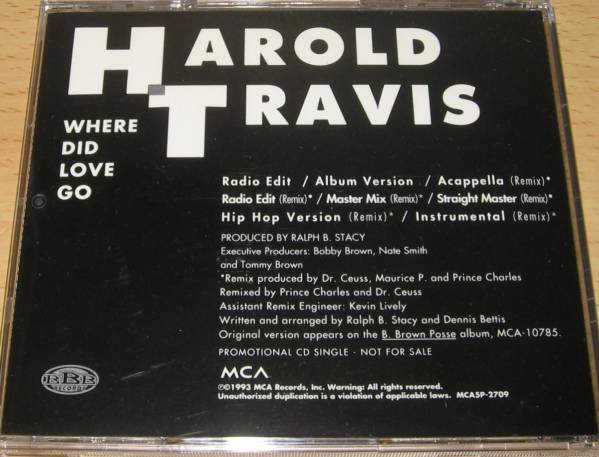 HAROLD
TRAVIS
WHERE
DID
LOVE
GO
Radio Edit / Album Version / Acappella (Remix)*
Radio Edit (Remix)* / Master Mix (Remix)* / Straight Master (Remix)*
Hip Hop Version (Remix)* / Instrumental (Remix)*
PRODUCED BY RALPH B. STACY
Executive Producers: Bobby Brown, Nate Smith
and Tommy Brown
*Remix produced by Dr. Ceuss, Maurice P. and Prince Charles
Remixed by Prince Charles and Dr. Ceuss
Assistant Remix Engineer: Kevin Lively
Written and arranged by Ralph B. Stacy and Dennis Bettis
Original version appears on the B. Brown Posse album, MCA-10785.
PROMOTIONAL CD SINGLE - NOT FOR SALE
MCA
℗©1993 MCA Records, Inc. Warning: All rights reserved.
Unauthorized duplication is a violation of applicable laws. MCA5P-2709
RECORDS